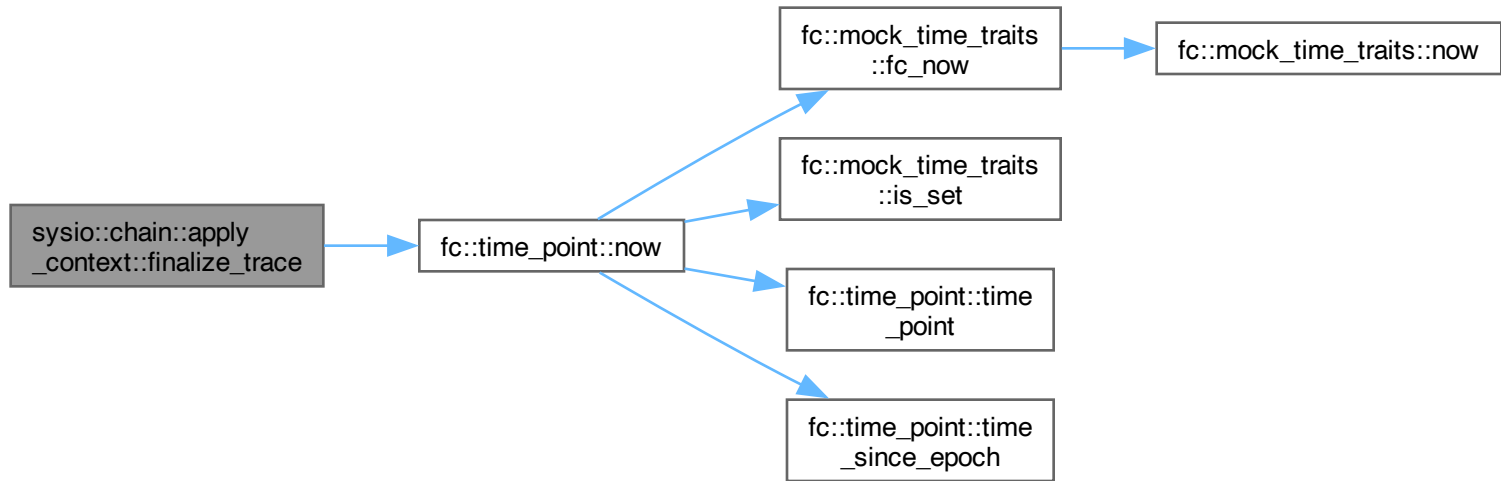 fc::mock_time_traits
::fc_now
fc::mock_time_traits::now
fc::mock_time_traits
::is_set
sysio::chain::apply
_context::finalize_trace
fc::time_point::now
fc::time_point::time
_point
fc::time_point::time
_since_epoch